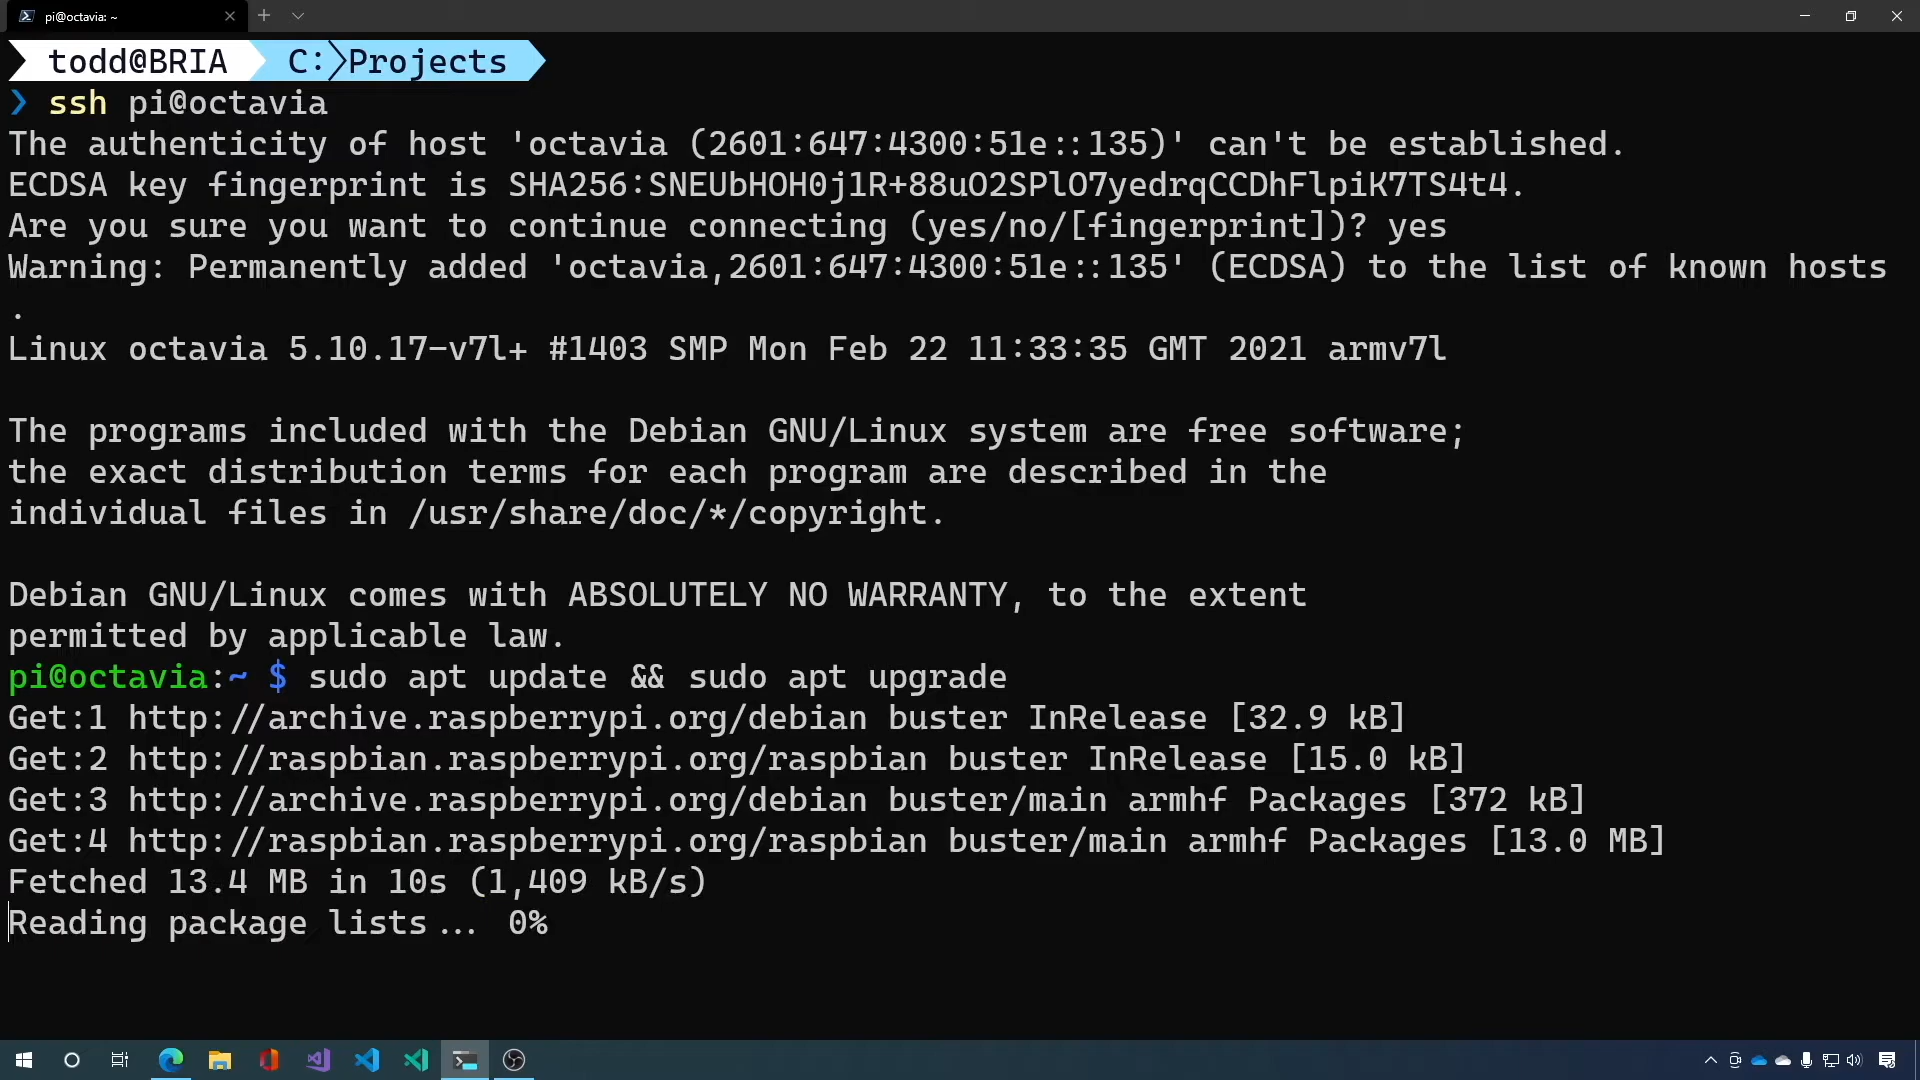 pi@octavia: ~
todd@BRIA C:
Projects
❯ ssh pi@octavia
The authenticity of host 'octavia (2601:647:4300:51e::135)' can't be established.
ECDSA key fingerprint is SHA256:SNEUbHOH0j1R+88uO2SPlO7yedrqCCDhFlpiK7TS4t4.
Are you sure you want to continue connecting (yes/no/[fingerprint])? yes
Warning: Permanently added 'octavia,2601:647:4300:51e::135' (ECDSA) to the list of known hosts
.
Linux octavia 5.10.17-v7l+ #1403 SMP Mon Feb 22 11:33:35 GMT 2021 armv7l
The programs included with the Debian GNU/Linux system are free software;
the exact distribution terms for each program are described in the
individual files in /usr/share/doc/*/copyright.
Debian GNU/Linux comes with ABSOLUTELY NO WARRANTY, to the extent
permitted by applicable law.
pi@octavia:~ $ sudo apt update && sudo apt upgrade
Get:1 http://archive.raspberrypi.org/debian buster InRelease [32.9 kB]
Get:2 http://raspbian.raspberrypi.org/raspbian buster InRelease [15.0 kB]
Get:3 http://archive.raspberrypi.org/debian buster/main armhf Packages [372 kB]
Get:4 http://raspbian.raspberrypi.org/raspbian buster/main armhf Packages [13.0 MB]
Fetched 13.4 MB in 10s (1,409 kB/s)
Reading package lists... 0%